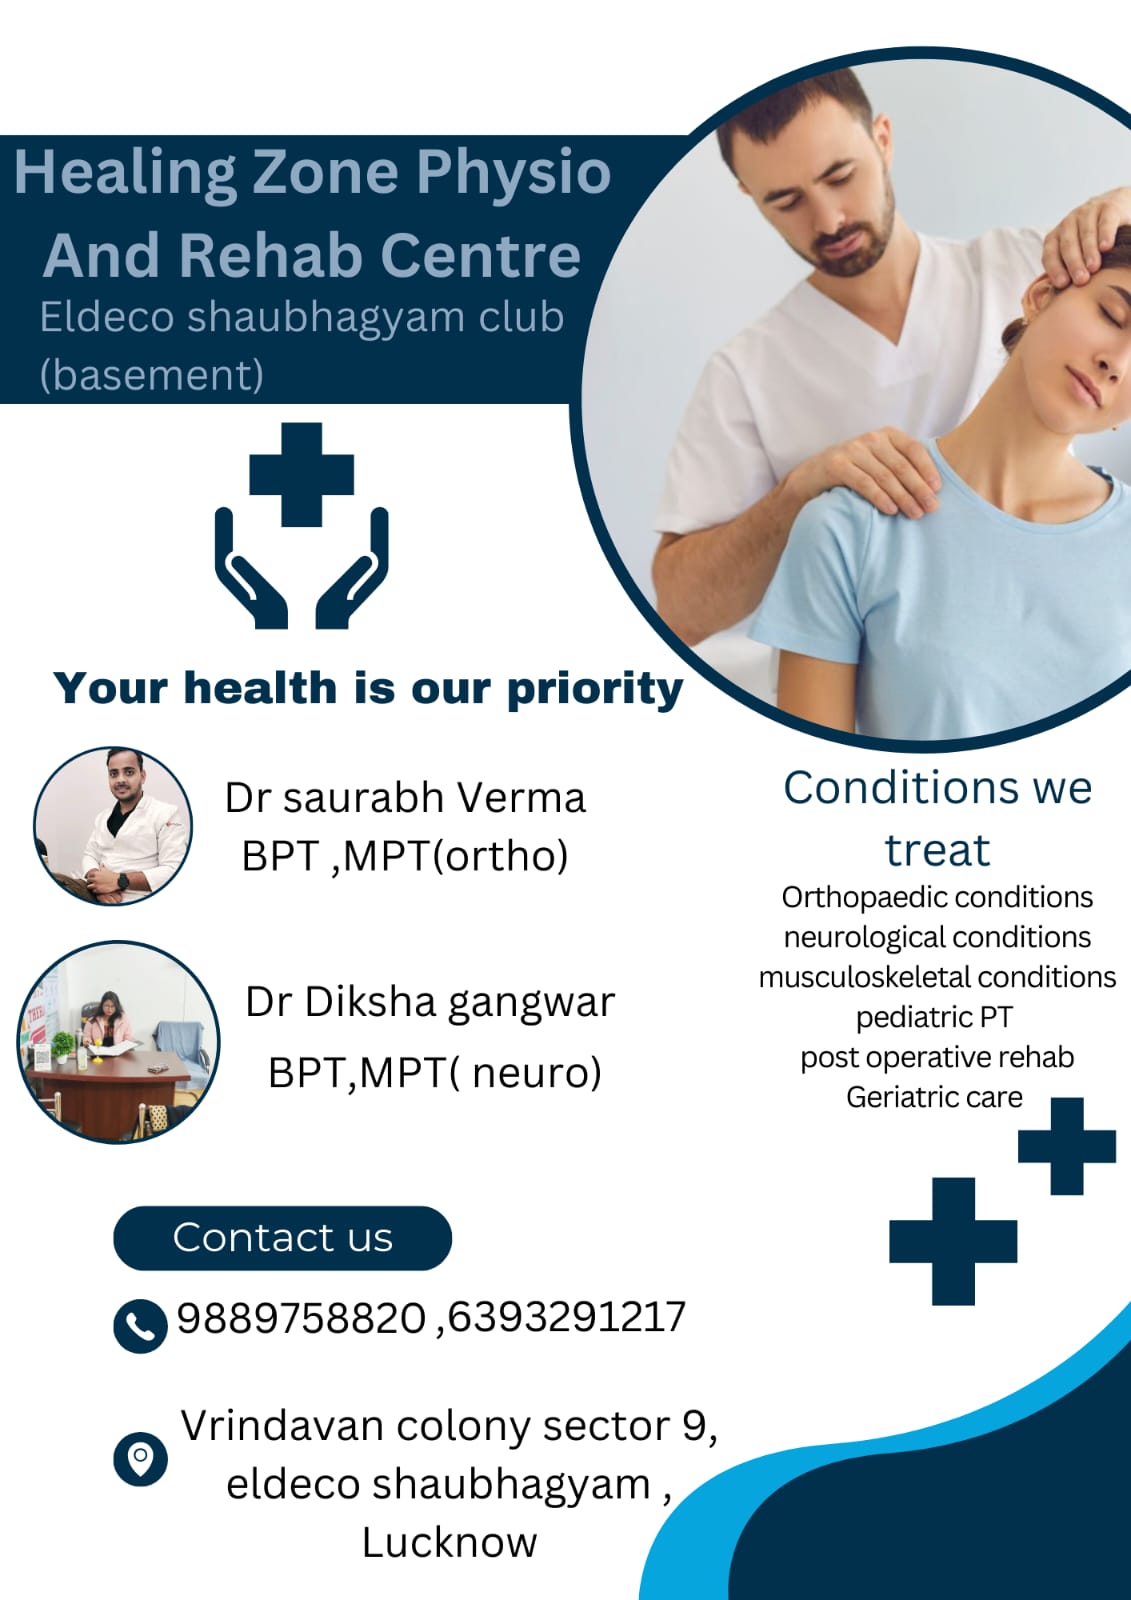 Healing Zone Physio
And Rehab Centre
Eldeco shaubhagyam club
(basement)
Your health is our priority
Dr saurabh Verma
BPT ,MPT(ortho)
Dr Diksha gangwar
BPT,MPT( neuro)
Conditions we
treat
Orthopaedic conditions
neurological conditions
musculoskeletal conditions
pediatric PT
post operative rehab
Geriatric care
Contact us
9889758820 ,6393291217
Vrindavan colony sector 9,
eldeco shaubhagyam ,
Lucknow